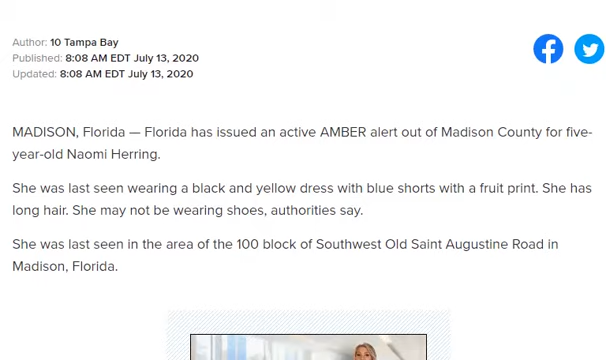 Author: 10 Tampa Bay
Published: 8:08 AM EDT July 13, 2020
Updated: 8:08 AM EDT July 13, 2020
MADISON, Florida — Florida has issued an active AMBER alert out of Madison County for five-
year-old Naomi Herring.
She was last seen wearing a black and yellow dress with blue shorts with a fruit print. She has
long hair. She may not be wearing shoes, authorities say.
She was last seen in the area of the 100 block of Southwest Old Saint Augustine Road in
Madison, Florida.